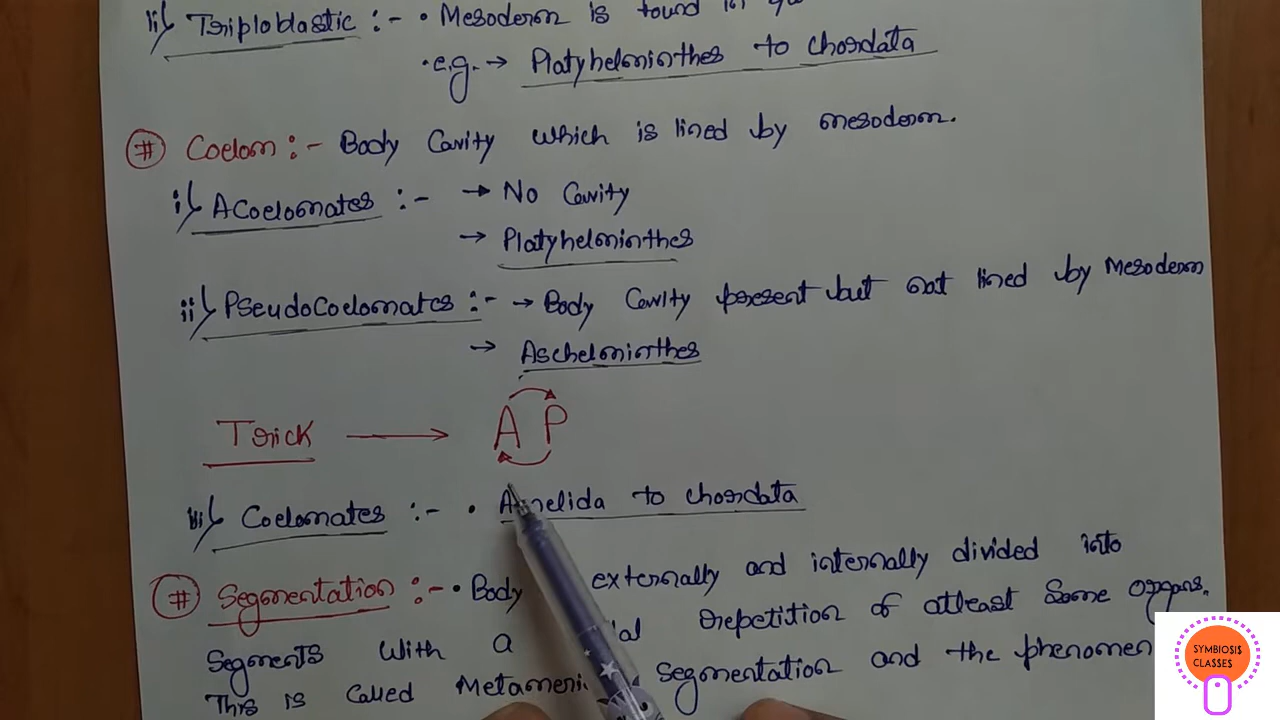 ii) Triploblastic :- • Mesoderm is found in
• e.g. → Platyhelminthes to Chordata
# Coelom :- Body Cavity which is lined by mesoderm.
i) Acoelomates :- → No Cavity
→ Platyhelminthes
ii) Pseudocoelomates :- → Body Cavity present but not lined by Mesoderm
→ Aschelminthes
Trick → A P
iii) Coelomates :- • Annelida to Chordata
# Segmentation :- • Body externally and internally divided into
Segments with a repetition of atleast Some organs.
This is Called segmentation and the
SYMBIOSIS
CLASSES